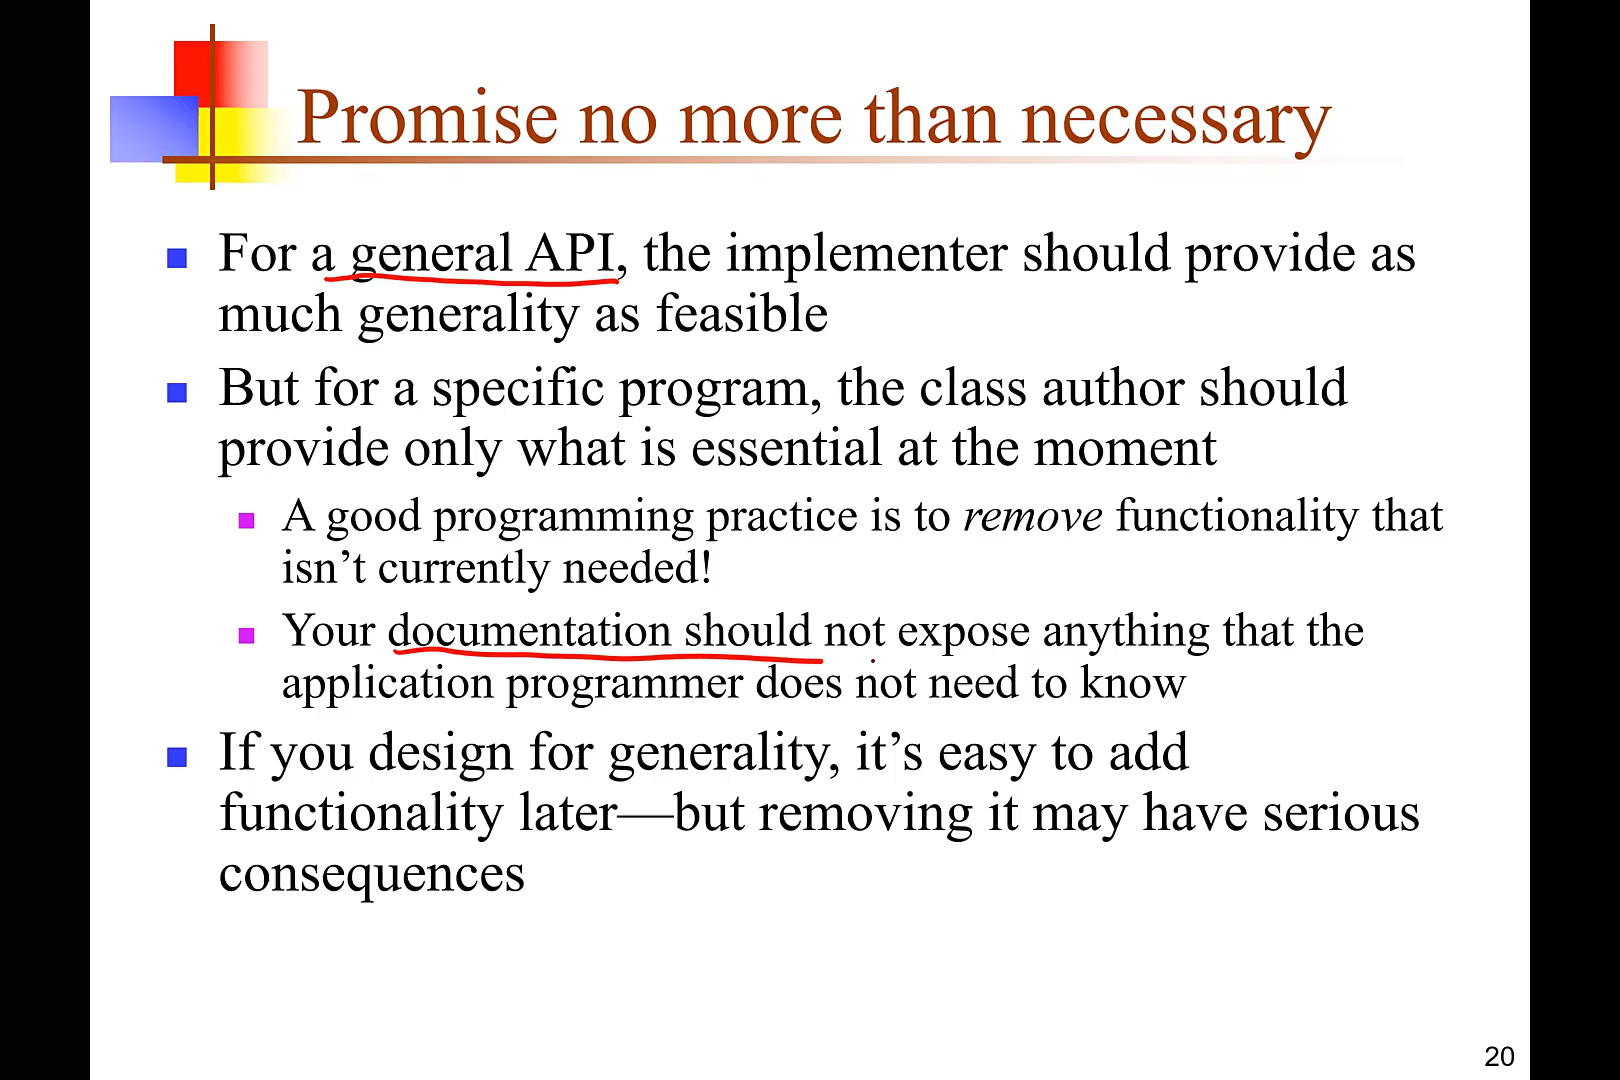 Promise no more than necessary
For a general API, the implementer should provide as
much generality as feasible
But for a specific program, the class author should
provide only what is essential at the moment
A good programming practice is to remove functionality that
isn’t currently needed!
Your documentation should not expose anything that the
application programmer does not need to know
If you design for generality, it’s easy to add
functionality later—but removing it may have serious
consequences
20